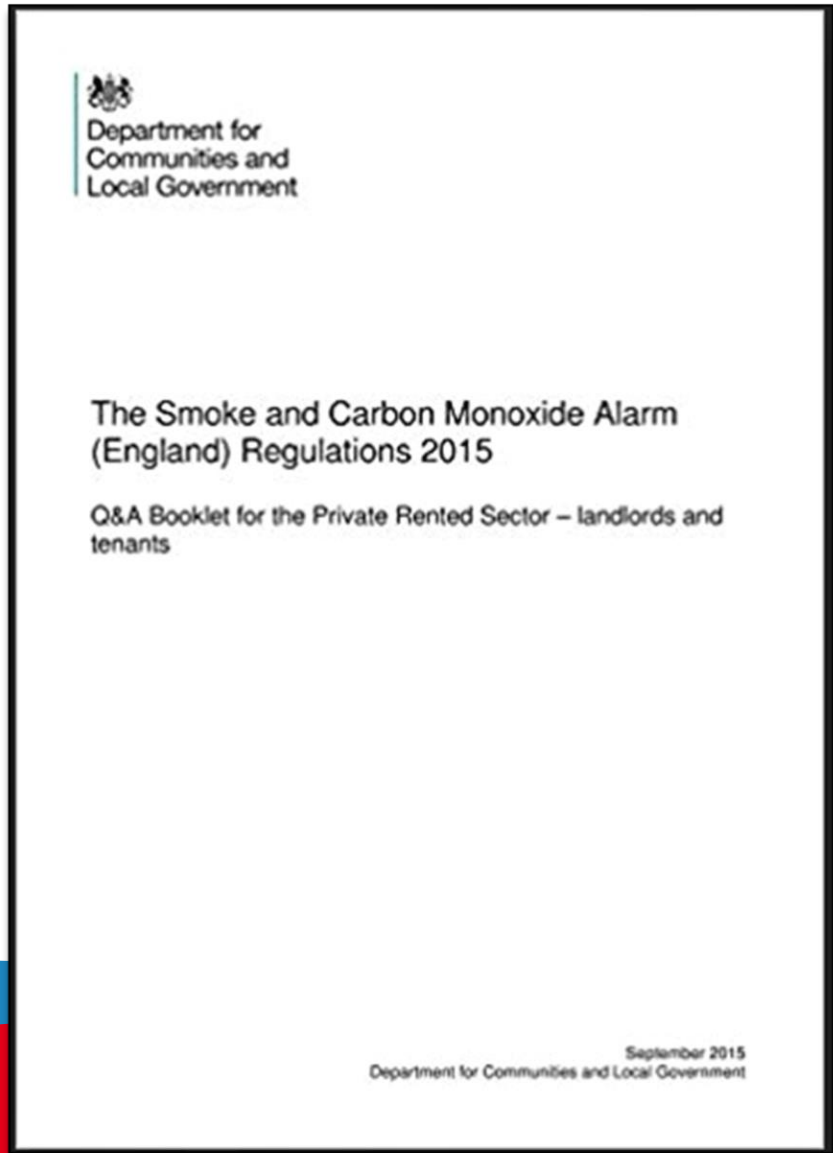 Department for
Communities and
Local Government
The Smoke and Carbon Monoxide Alarm
(England) Regulations 2015
Q&A Booklet for the Private Rented Sector – landlords and
tenants
September 2015
Department for Communities and Local Government